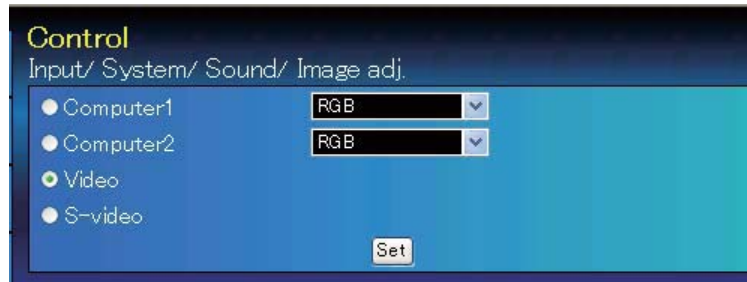 Control
Input/ System/ Sound/ Image adj.
Computer1 RGB
Computer2 RGB
Video
S-video
Set